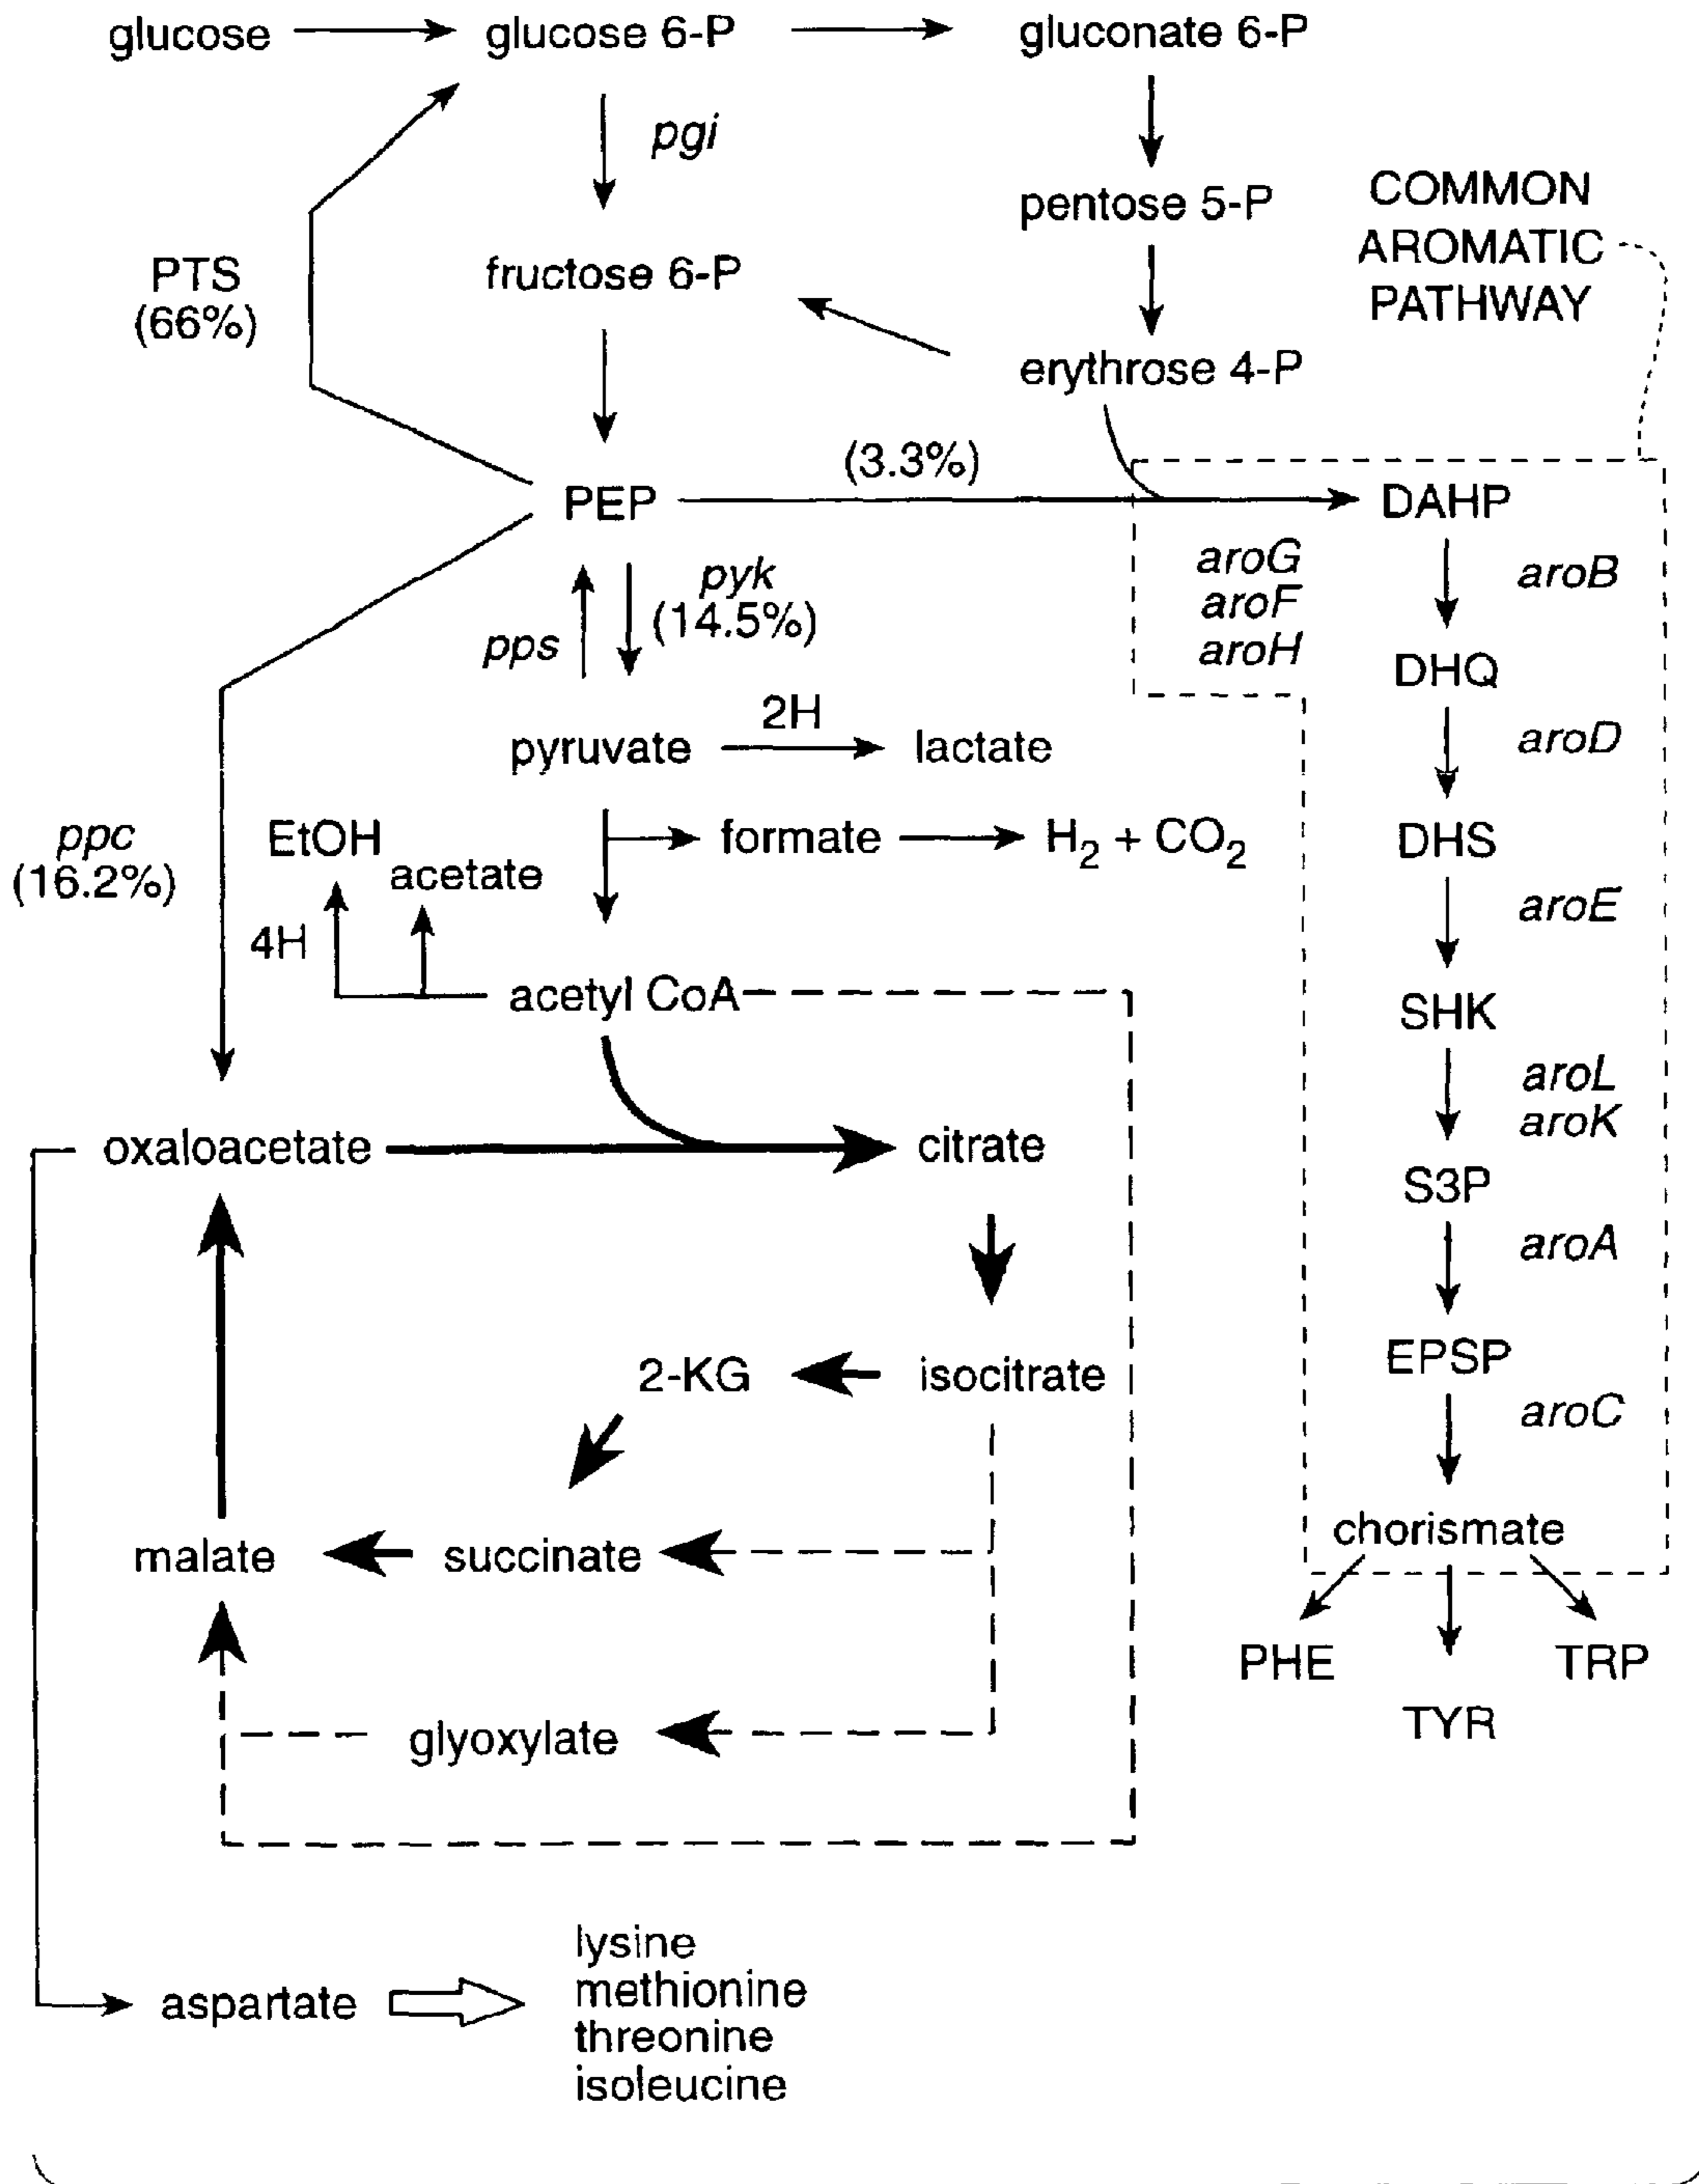 glucose
glucose 6-P
gluconate 6-P
pgi
pentose 5-P
COMMON
AROMATIC
PATHWAY
PTS
(66%)
fructose 6-P
erythrose 4-P
(3.3%)
PEP
DAHP
aroG
aroF
aroH
aroB
pyk
(14.5%)
pps
DHQ
2H
pyruvate
lactate
aroD
ppc
(16.2%)
EtOH
acetate
formate
H2 + CO2
DHS
aroE
4H
acetyl CoA
SHK
aroL
aroK
oxaloacetate
citrate
S3P
aroA
2-KG
isocitrate
EPSP
aroC
malate
succinate
chorismate
PHE
TRP
TYR
glyoxylate
aspartate
lysine
methionine
threonine
isoleucine